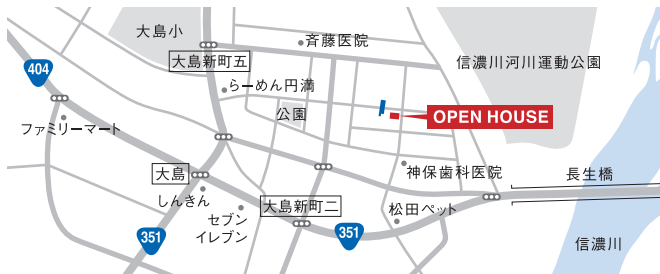 大島小
斉藤医院
大島新町五
信濃川河川運動公園
404
らーめん円満
公園
OPEN HOUSE
ファミリーマート
神保歯科医院
大島
長生橋
しんきん
セブン
イレブン
大島新町二
松田ペット
351
351
信濃川